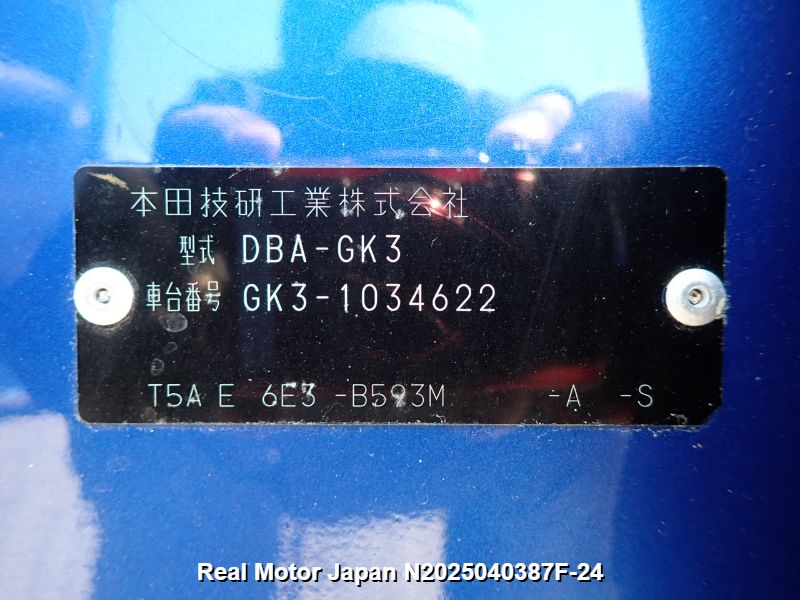 本田技研工業株式会社
型式 DBA-GK3
車台番号 GK3-1034622
T5A E 6E3 -B593M -A -S
Real Motor Japan N2025040387F-24